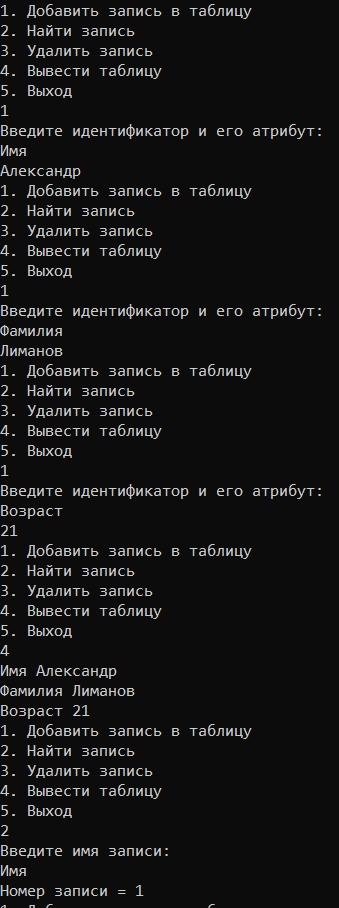 1. Добавить запись в таблицу
2. Найти запись
3. Удалить запись
4. Вывести таблицу
5. Выход
1
Введите идентификатор и его атрибут:
Имя
Александр
1. Добавить запись в таблицу
2. Найти запись
3. Удалить запись
4. Вывести таблицу
5. Выход
1
Введите идентификатор и его атрибут:
Фамилия
Лиманов
1. Добавить запись в таблицу
2. Найти запись
3. Удалить запись
4. Вывести таблицу
5. Выход
1
Введите идентификатор и его атрибут:
Возраст
21
1. Добавить запись в таблицу
2. Найти запись
3. Удалить запись
4. Вывести таблицу
5. Выход
4
Имя Александр
Фамилия Лиманов
Возраст 21
1. Добавить запись в таблицу
2. Найти запись
3. Удалить запись
4. Вывести таблицу
5. Выход
2
Введите имя записи:
Имя
Номер записи = 1